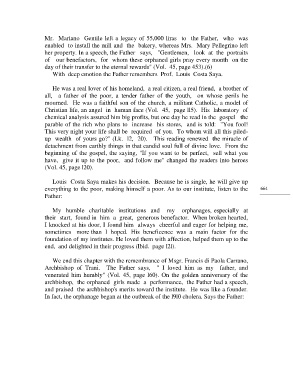 Mr. Mariano Gentile left a legacy of 55,000 liras to the Father, who was
enabled to install the mill and the bakery, whereas Mrs. Mary Pellegrino left
her property. In a speech, the Father says, "Gentlemen, look at the portraits
of our benefactors, for whom these orphaned girls pray every month on the
day of their transfer to the eternal rewards" (Vol. 45, page 453).(6)
With deep emotion the Father remembers Prof. Louis Costa Saya.
He was a real lover of his homeland, a real citizen, a real friend, a brother of
all, a father of the poor, a tender father of the youth, on whose perils he
mourned. He was a faithful son of the church, a militant Catholic, a model of
Christian life, an angel in human face (Vol. 45, page 115). His laboratory of
chemical analysis assured him big profits, but one day he read in the gospel the
parable of the rich who plans to increase his stores, and is told: "You fool!
This very night your life shall be required of you. To whom will all this piled-
up wealth of yours go?" (Lk. 12, 20). This reading renewed the miracle of
detachment from earthly things in that candid soul full of divine love. From the
beginning of the gospel, the saying, "If you want to be perfect, sell what you
have, give it up to the poor, and follow me" changed the readers into heroes
(Vol. 45, page 120).
Louis Costa Saya makes his decision. Because he is single, he will give up
everything to the poor, making himself a poor. As to our institute, listen to the
Father:
My humble charitable institutions and my orphanages, especially at
their start, found in him a great, generous benefactor. When broken hearted,
I knocked at his door, I found him always cheerful and eager for helping me,
sometimes more than I hoped. His beneficence was a main factor for the
foundation of my institutes. He loved them with affection, helped them up to the
end, and delighted in their progress (Ibid. page 121).
We end this chapter with the remembrance of Msgr. Francis di Paola Carrano,
Archbishop of Trani. The Father says, "I loved him as my father, and
venerated him humbly" (Vol. 45, page 160). On the golden anniversary of the
archbishop, the orphaned girls made a performance, the Father had a speech,
and praised the archbishop's merits toward the institute. He was like a founder.
In fact, the orphanage began at the outbreak of the 1910 cholera. Says the Father: